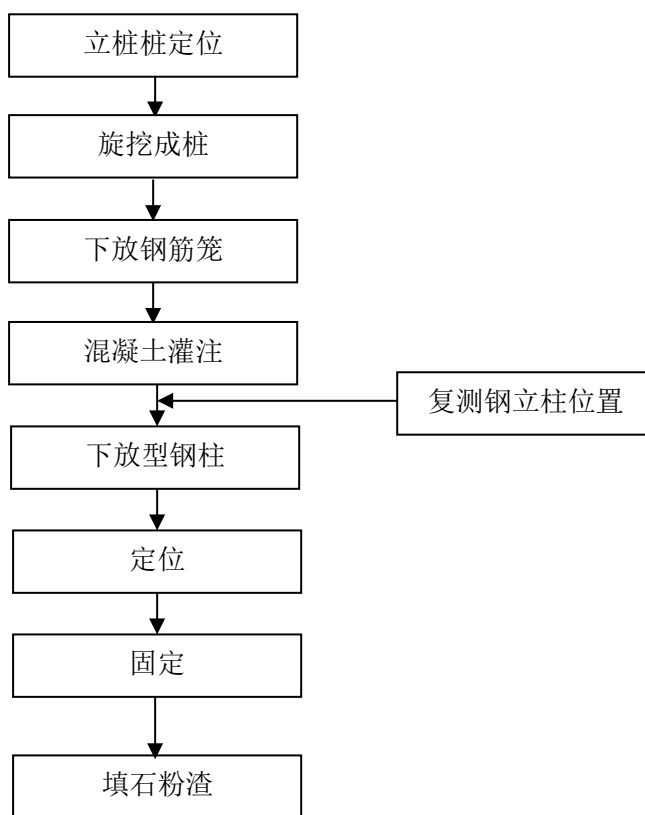 立桩桩定位
旋挖成桩
下放钢筋笼
混凝土灌注
复测钢立柱位置
下放型钢柱
定位
固定
填石粉渣